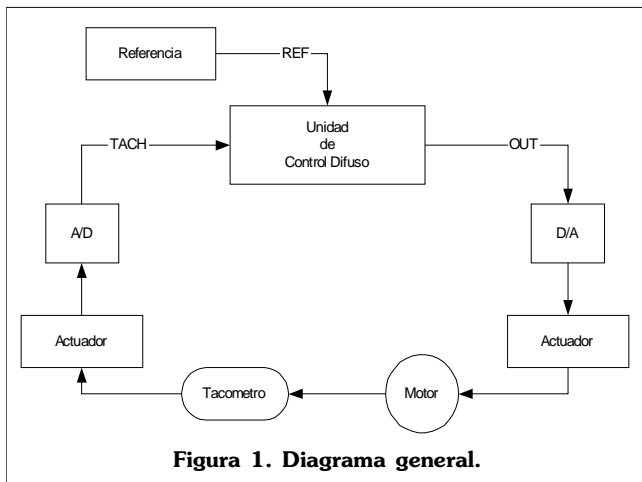 Referencia
REF
Unidad
de
Control Difuso
TACH
OUT
A/D
D/A
Actuador
Actuador
Tacometro
Motor
Figura 1. Diagrama general.